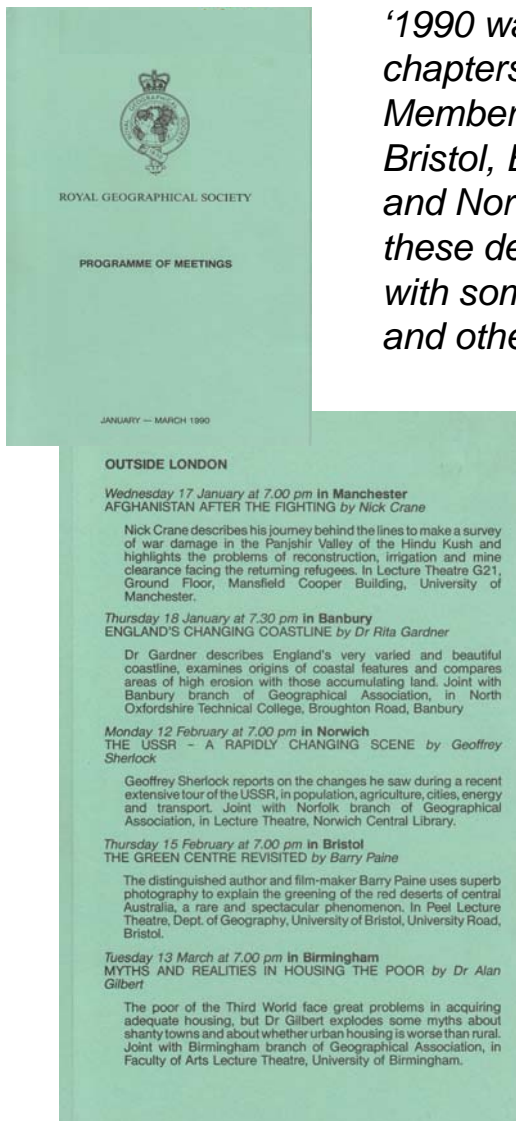 '1990 wa
chapters
Member
Bristol,
and Nor
these de
with som
and othe
ROYAL GEOGRAPHICAL SOCIETY
PROGRAMME OF MEETINGS
JANUARY — MARCH 1990
OUTSIDE LONDON
Wednesday 17 January at 7.00 pm in Manchester
AFGHANISTAN AFTER THE FIGHTING by Nick Crane
Nick Crane describes his journey behind the lines to make a survey
of war damage in the Panjshir Valley of the Hindu Kush and
highlights the problems of reconstruction, irrigation and mine
clearance facing the returning refugees. In Lecture Theatre G21,
Ground Floor, Mansfield Cooper Building, University of
Manchester.
Thursday 18 January at 7.30 pm in Banbury
ENGLAND'S CHANGING COASTLINE by Dr Rita Gardner
Dr Gardner describes England's very varied and beautiful
coastline, examines origins of coastal features and compares
areas of high erosion with those accumulating land. Joint with
Banbury branch of Geographical Association, in North
Oxfordshire Technical College, Broughton Road, Banbury
Monday 12 February at 7.00 pm in Norwich
THE USSR – A RAPIDLY CHANGING SCENE by Geoffrey
Sherlock
Geoffrey Sherlock reports on the changes he saw during a recent
extensive tour of the USSR, in population, agriculture, cities, energy
and transport. Joint with Norfolk branch of Geographical
Association, in Lecture Theatre, Norwich Central Library.
Thursday 15 February at 7.00 pm in Bristol
THE GREEN CENTRE REVISITED by Barry Paine
The distinguished author and film-maker Barry Paine uses superb
photography to explain the greening of the red deserts of central
Australia, a rare and spectacular phenomenon. In Peel Lecture
Theatre, Dept. of Geography, University of Bristol, University Road,
Bristol.
Tuesday 13 March at 7.00 pm in Birmingham
MYTHS AND REALITIES IN HOUSING THE POOR by Dr Alan
Gilbert
The poor of the Third World face great problems in acquiring
adequate housing, but Dr Gilbert explodes some myths about
shanty towns and about whether urban housing is worse than rural.
Joint with Birmingham branch of Geographical Association, in
Faculty of Arts Lecture Theatre, University of Birmingham.